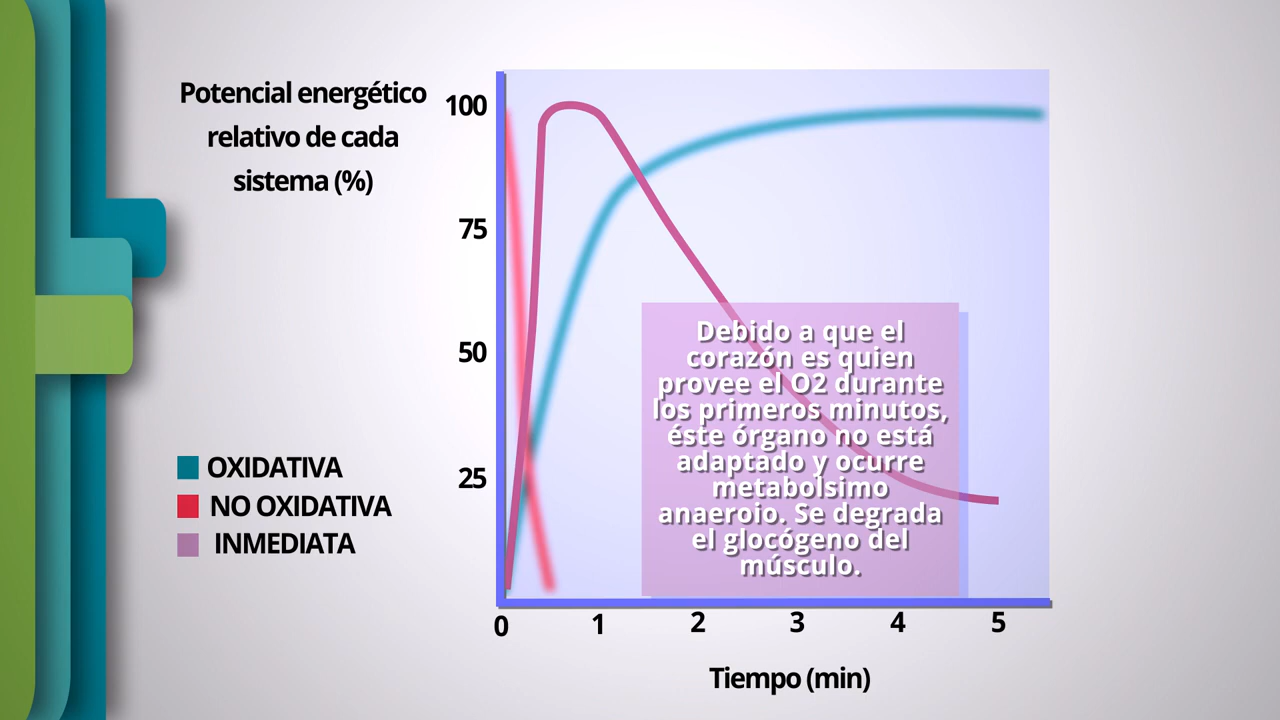 Potencial energético
relativo de cada
sistema (%)
100
75
50
25
OXIDATIVA
NO OXIDATIVA
INMEDIATA
Debido a que el
corazón es quien
provee el O2 durante
los primeros minutos,
éste órgano no está
adaptado y ocurre
metabolsimo
anaeroio. Se degrada
el glocógeno del
músculo.
0
1
2
3
4
5
Tiempo (min)